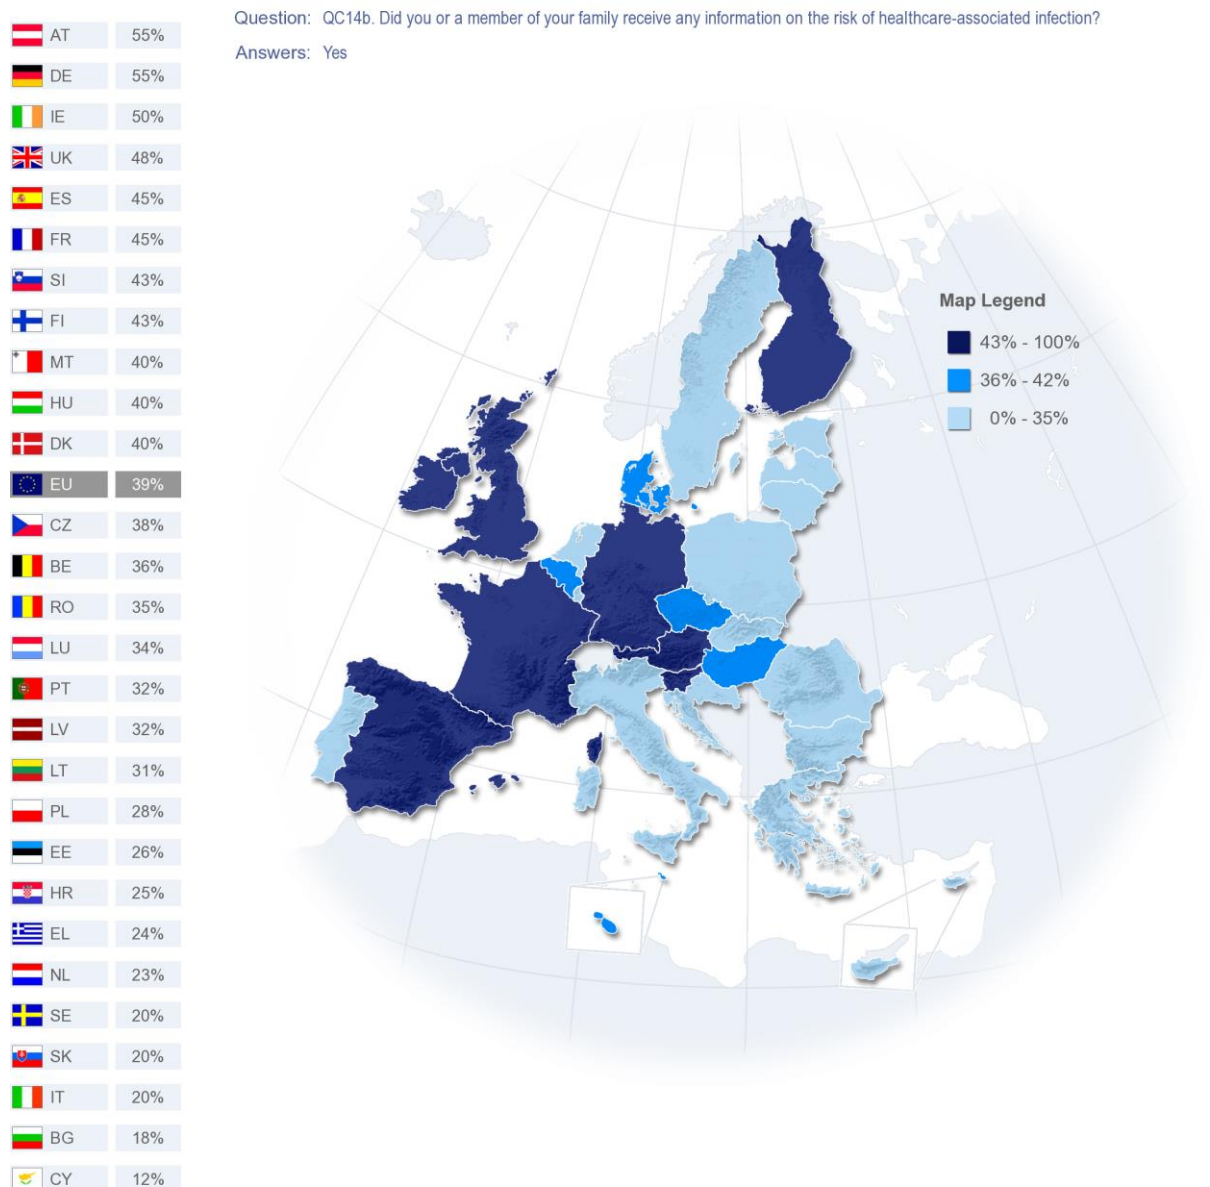 Question: QC14b. Did you or a member of your family receive any information on the risk of healthcare-associated infection?
Answers: Yes
AT 55%
DE 55%
IE 50%
UK 48%
ES 45%
FR 45%
SI 43%
FI 43%
MT 40%
HU 40%
DK 40%
EU 39%
CZ 38%
BE 36%
RO 35%
LU 34%
PT 32%
LV 32%
LT 31%
PL 28%
EE 26%
HR 25%
EL 24%
NL 23%
SE 20%
SK 20%
IT 20%
BG 18%
CY 12%
Map Legend
43% - 100%
36% - 42%
0% - 35%